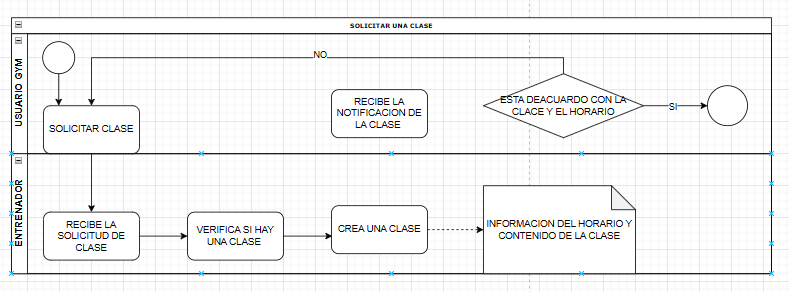 SOLICITAR UNA CLASE
USUARIO GYM
NO
SOLICITAR CLASE
RECIBE LA
NOTIFICACION DE
LA CLASE
ESTA DEACUARDO CON LA
CLACE Y EL HORARIO
SI
ENTRENADOR
RECIBE LA
SOLICITUD DE
CLASE
VERIFICA SI HAY
UNA CLASE
CREA UNA CLASE
INFORMACION DEL HORARIO Y
CONTENIDO DE LA CLASE